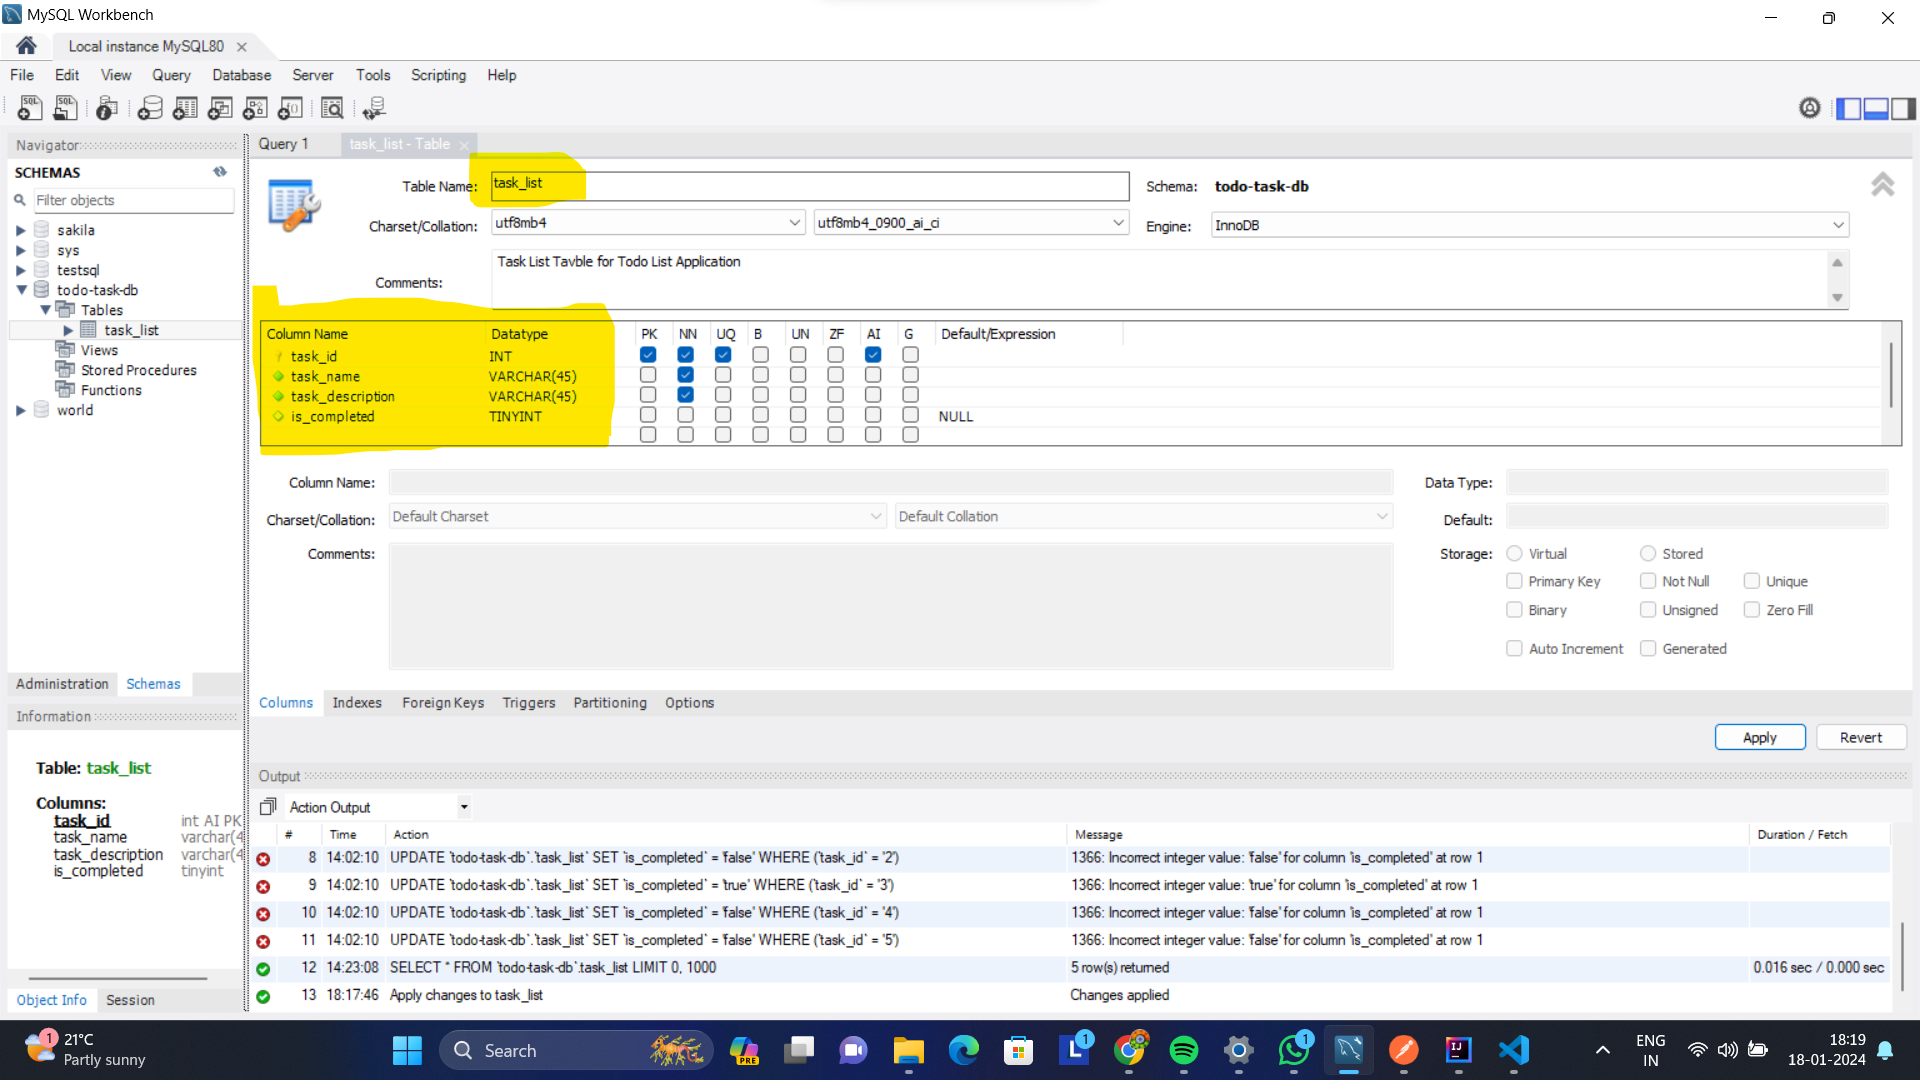 MySQL Workbench
Local instance MySQL80
File Edit View Query Database Server Tools Scripting Help
Navigator
SCHEMAS
Filter objects
sakila
sys
testsql
todo-task-db
Tables
task_list
Views
Stored Procedures
Functions
world
Administration Schemas
Information
Table: task_list
Columns:
task_id int AI PK
task_name varchar(4
task_description varchar(4
is_completed tinyint
Object Info Session
Query 1 task_list - Table
Table Name: task_list Schema: todo-task-db
Charset/Collation: utf8mb4 utf8mb4_0900_ai_ci Engine: InnoDB
Comments: Task List Tavble for Todo List Application
Column Name Datatype PK NN UQ B UN ZF AI G Default/Expression
task_id INT
task_name VARCHAR(45)
task_description VARCHAR(45)
is_completed TINYINT NULL
Column Name: Data Type:
Charset/Collation: Default Charset Default Collation Default:
Comments: Storage: Virtual Stored
Primary Key Not Null Unique
Binary Unsigned Zero Fill
Auto Increment Generated
Columns Indexes Foreign Keys Triggers Partitioning Options
Apply Revert
Output
Action Output
# Time Action Message Duration / Fetch
8 14:02:10 UPDATE `todo-task-db`.`task_list` SET `is_completed` = 'false' WHERE (`task_id` = '2') 1366: Incorrect integer value: 'false' for column 'is_completed' at row 1
9 14:02:10 UPDATE `todo-task-db`.`task_list` SET `is_completed` = 'true' WHERE (`task_id` = '3') 1366: Incorrect integer value: 'true' for column 'is_completed' at row 1
10 14:02:10 UPDATE `todo-task-db`.`task_list` SET `is_completed` = 'false' WHERE (`task_id` = '4') 1366: Incorrect integer value: 'false' for column 'is_completed' at row 1
11 14:02:10 UPDATE `todo-task-db`.`task_list` SET `is_completed` = 'false' WHERE (`task_id` = '5') 1366: Incorrect integer value: 'false' for column 'is_completed' at row 1
12 14:23:08 SELECT * FROM `todo-task-db`.task_list LIMIT 0, 1000 5 row(s) returned 0.016 sec / 0.000 sec
13 18:17:46 Apply changes to task_list Changes applied
1 21°C
Partly sunny
Search
PRE
L 1
1
ENG
IN
18:19
18-01-2024